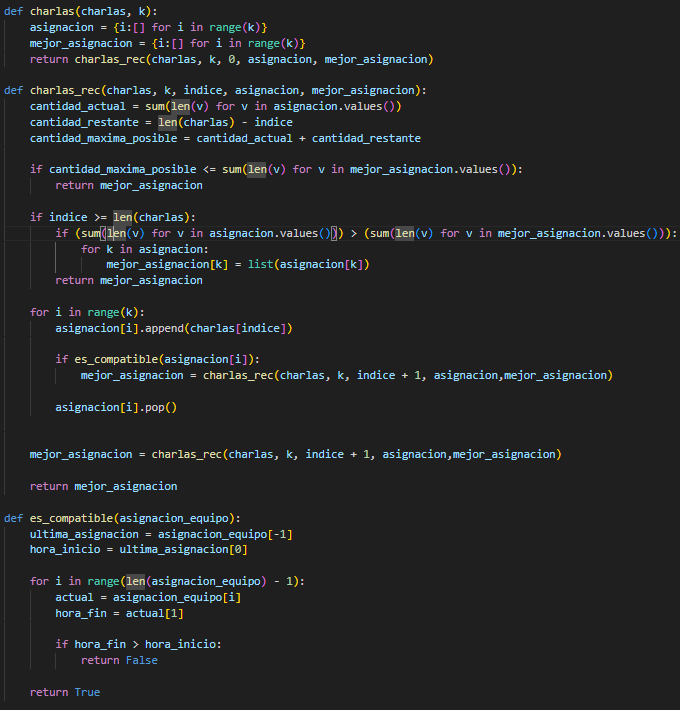 def charlas(charlas, k):
    asignacion = {i:[] for i in range(k)}
    mejor_asignacion = {i:[] for i in range(k)}
    return charlas_rec(charlas, k, 0, asignacion, mejor_asignacion)
def charlas_rec(charlas, k, indice, asignacion, mejor_asignacion):
    cantidad_actual = sum(len(v) for v in asignacion.values())
    cantidad_restante = len(charlas) - indice
    cantidad_maxima_posible = cantidad_actual + cantidad_restante
    if cantidad_maxima_posible <= sum(len(v) for v in mejor_asignacion.values()):
        return mejor_asignacion
    if indice >= len(charlas):
        if (sum(len(v) for v in asignacion.values())) > (sum(len(v) for v in mejor_asignacion.values())):
            for k in asignacion:
                mejor_asignacion[k] = list(asignacion[k])
        return mejor_asignacion
    for i in range(k):
        asignacion[i].append(charlas[indice])
        if es_compatible(asignacion[i]):
            mejor_asignacion = charlas_rec(charlas, k, indice + 1, asignacion,mejor_asignacion)
        asignacion[i].pop()
    mejor_asignacion = charlas_rec(charlas, k, indice + 1, asignacion,mejor_asignacion)
    return mejor_asignacion
def es_compatible(asignacion_equipo):
    ultima_asignacion = asignacion_equipo[-1]
    hora_inicio = ultima_asignacion[0]
    for i in range(len(asignacion_equipo) - 1):
        actual = asignacion_equipo[i]
        hora_fin = actual[1]
        if hora_fin > hora_inicio:
            return False
    return True